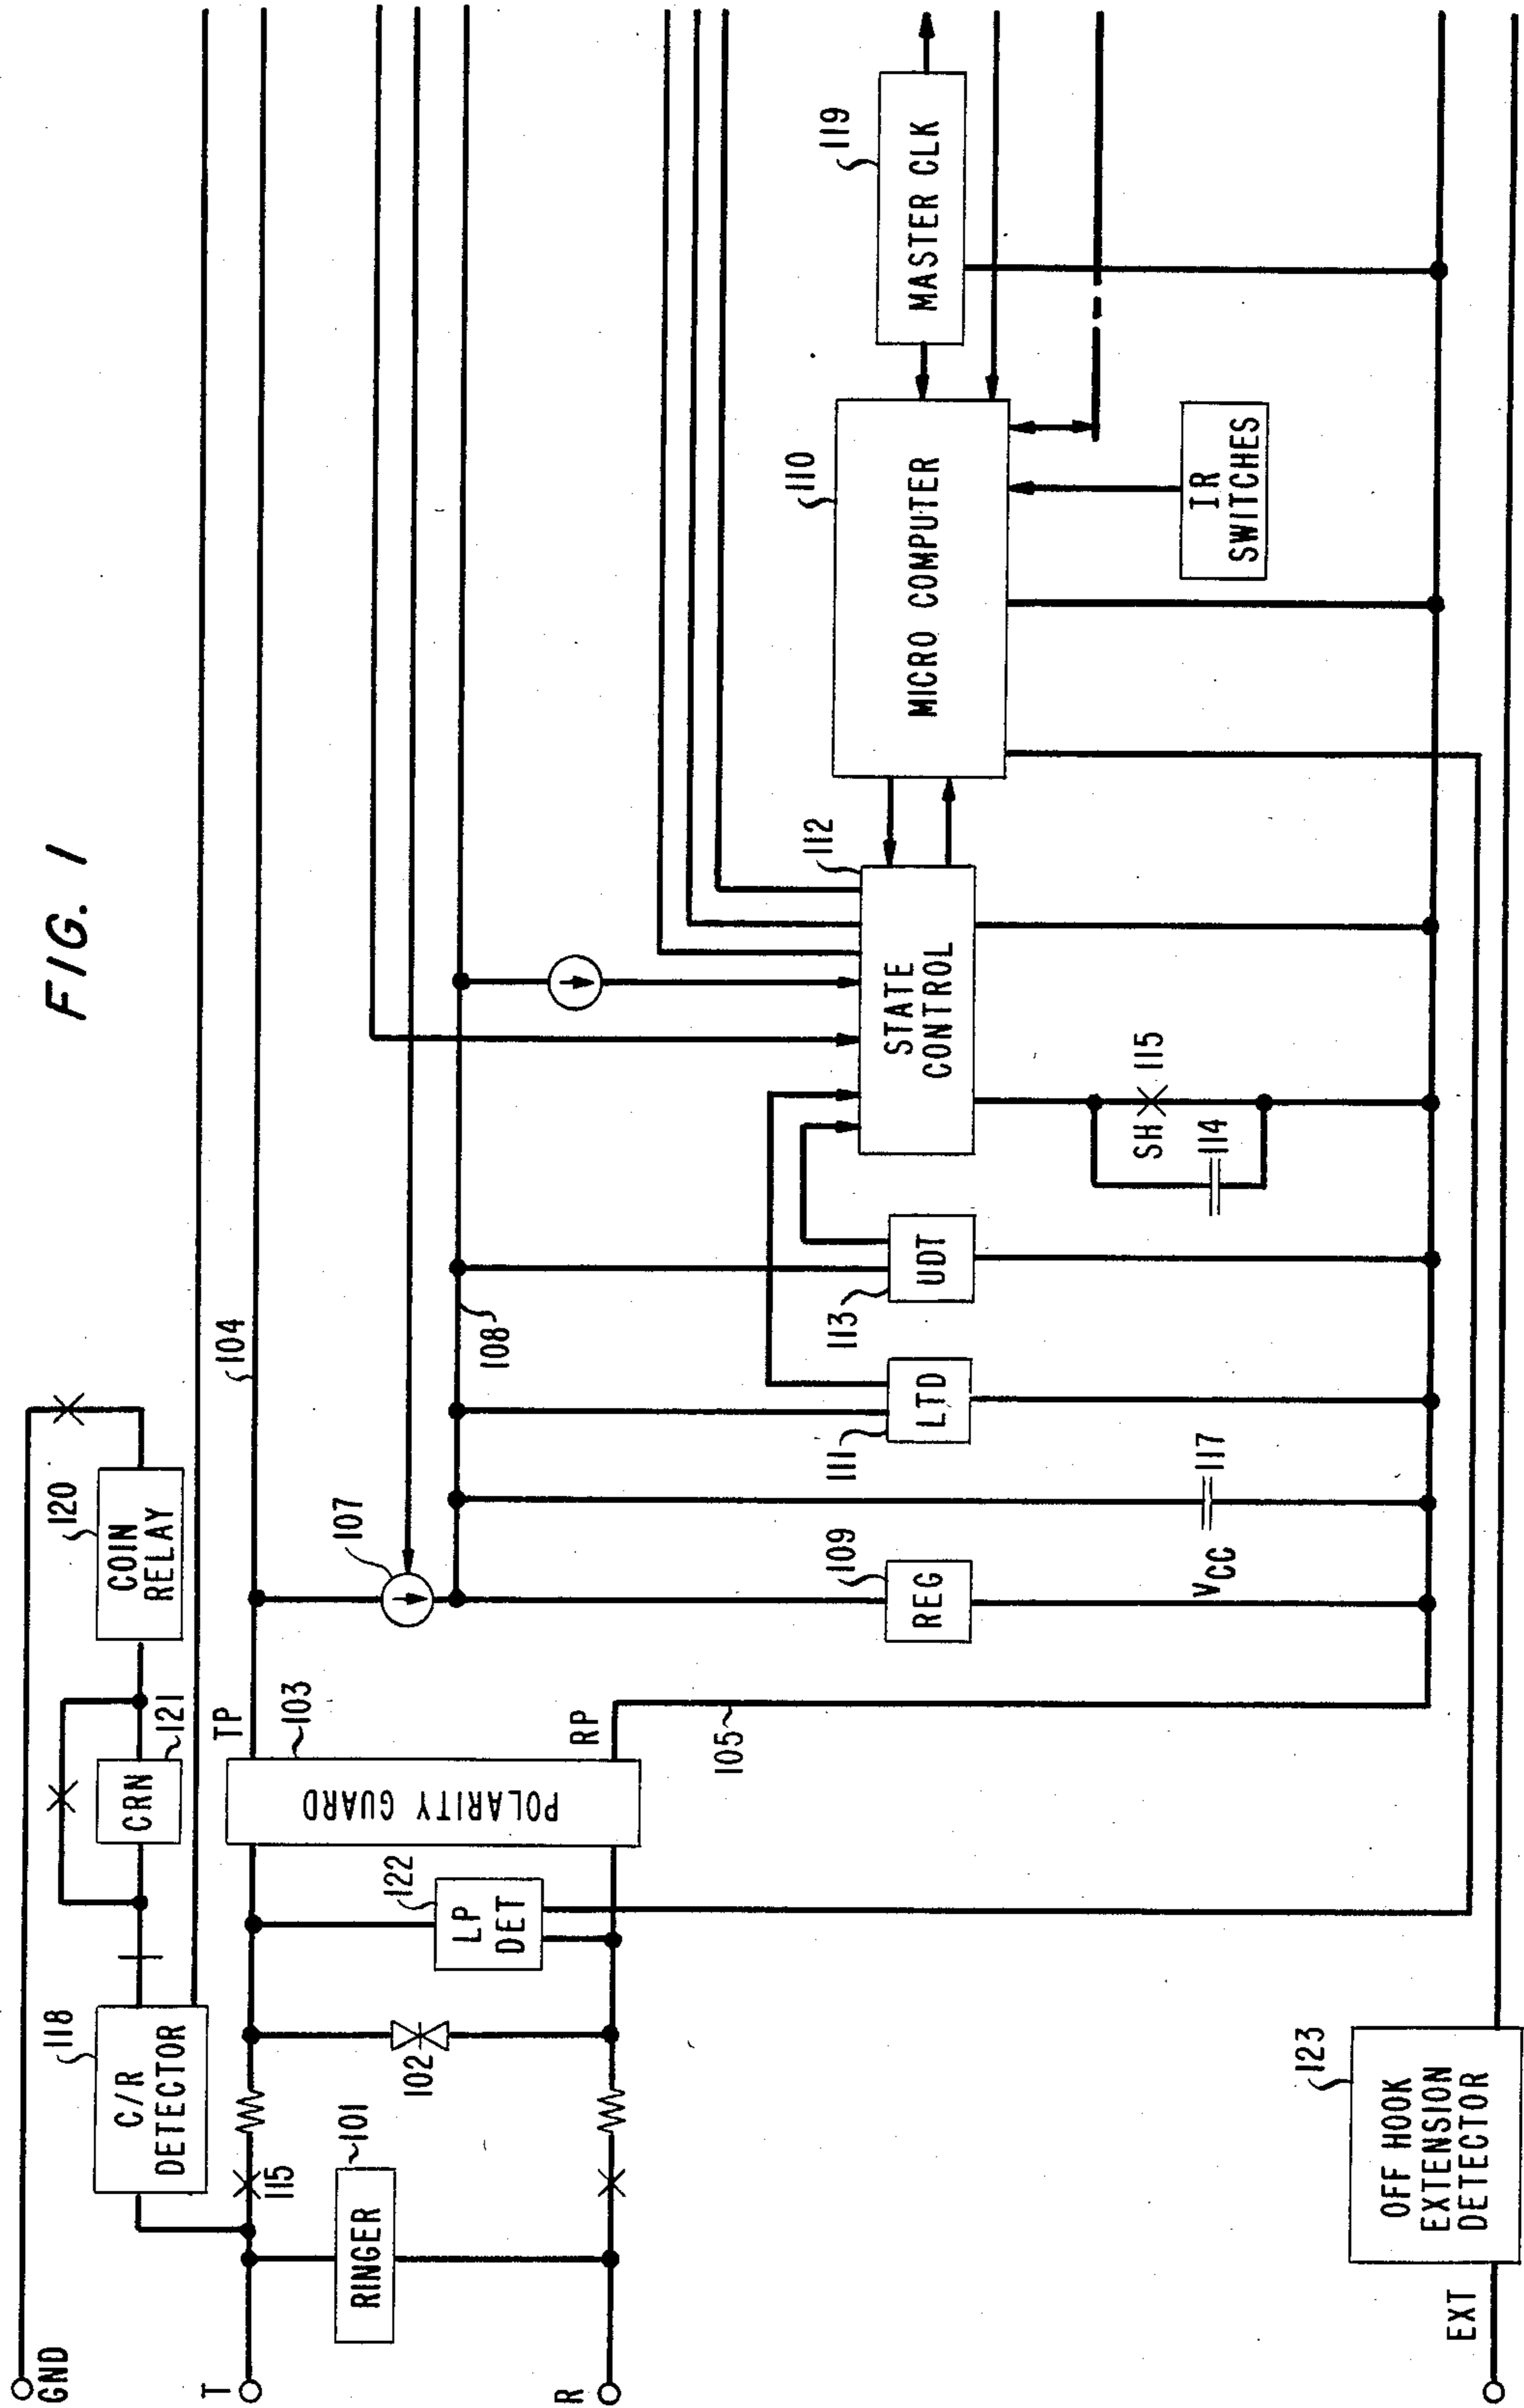 FIG. 1
GND
T
R
EXT
118
C/R
DETECTOR
CRN
121
120
COIN
RELAY
115
101
RINGER
102
122
LP
DET
TP
103
POLARITY GUARD
RP
105
104
107
108
109
REG
117
VCC
111
LTD
113
UDT
112
STATE
CONTROL
SH
115
114
110
MICRO COMPUTER
119
MASTER CLK
IR
SWITCHES
123
OFF HOOK
EXTENSION
DETECTOR